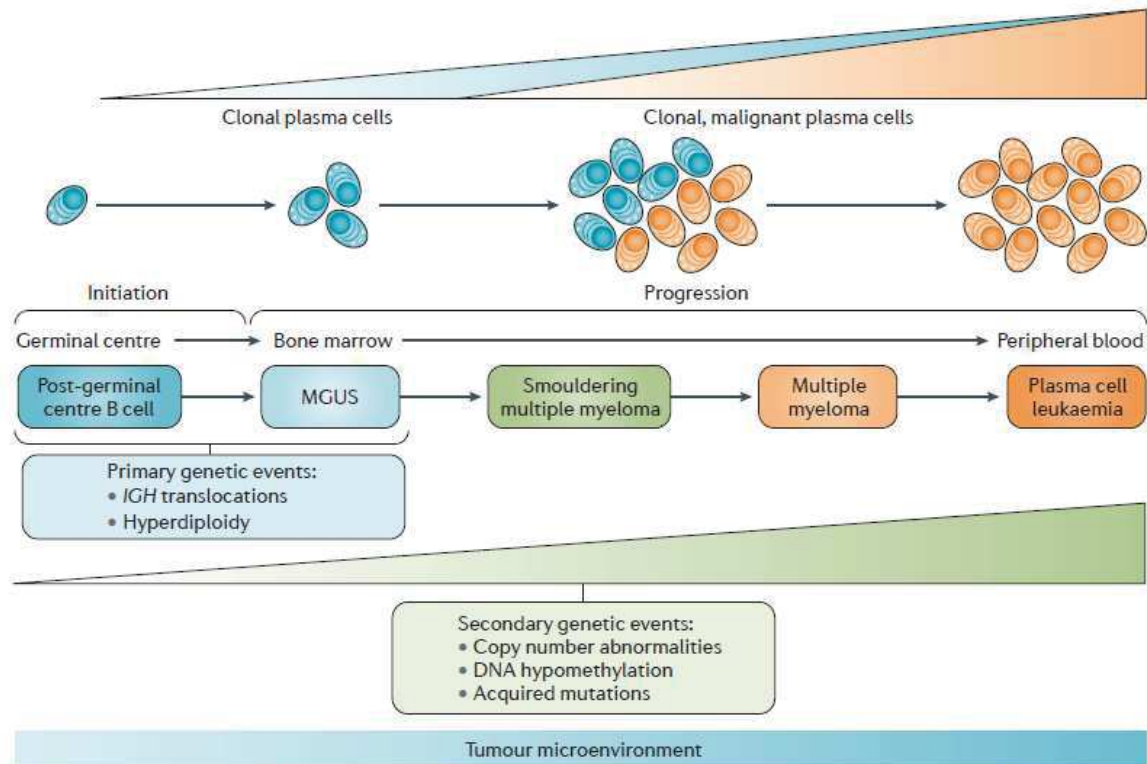 Clonal plasma cells
Clonal, malignant plasma cells
Initiation
Progression
Germinal centre
Bone marrow
Peripheral blood
Post-germinal
centre B cell
MGUS
Smouldering
multiple myeloma
Multiple
myeloma
Plasma cell
leukaemia
Primary genetic events:
• IGH translocations
• Hyperdiploidy
Secondary genetic events:
• Copy number abnormalities
• DNA hypomethylation
• Acquired mutations
Tumour microenvironment